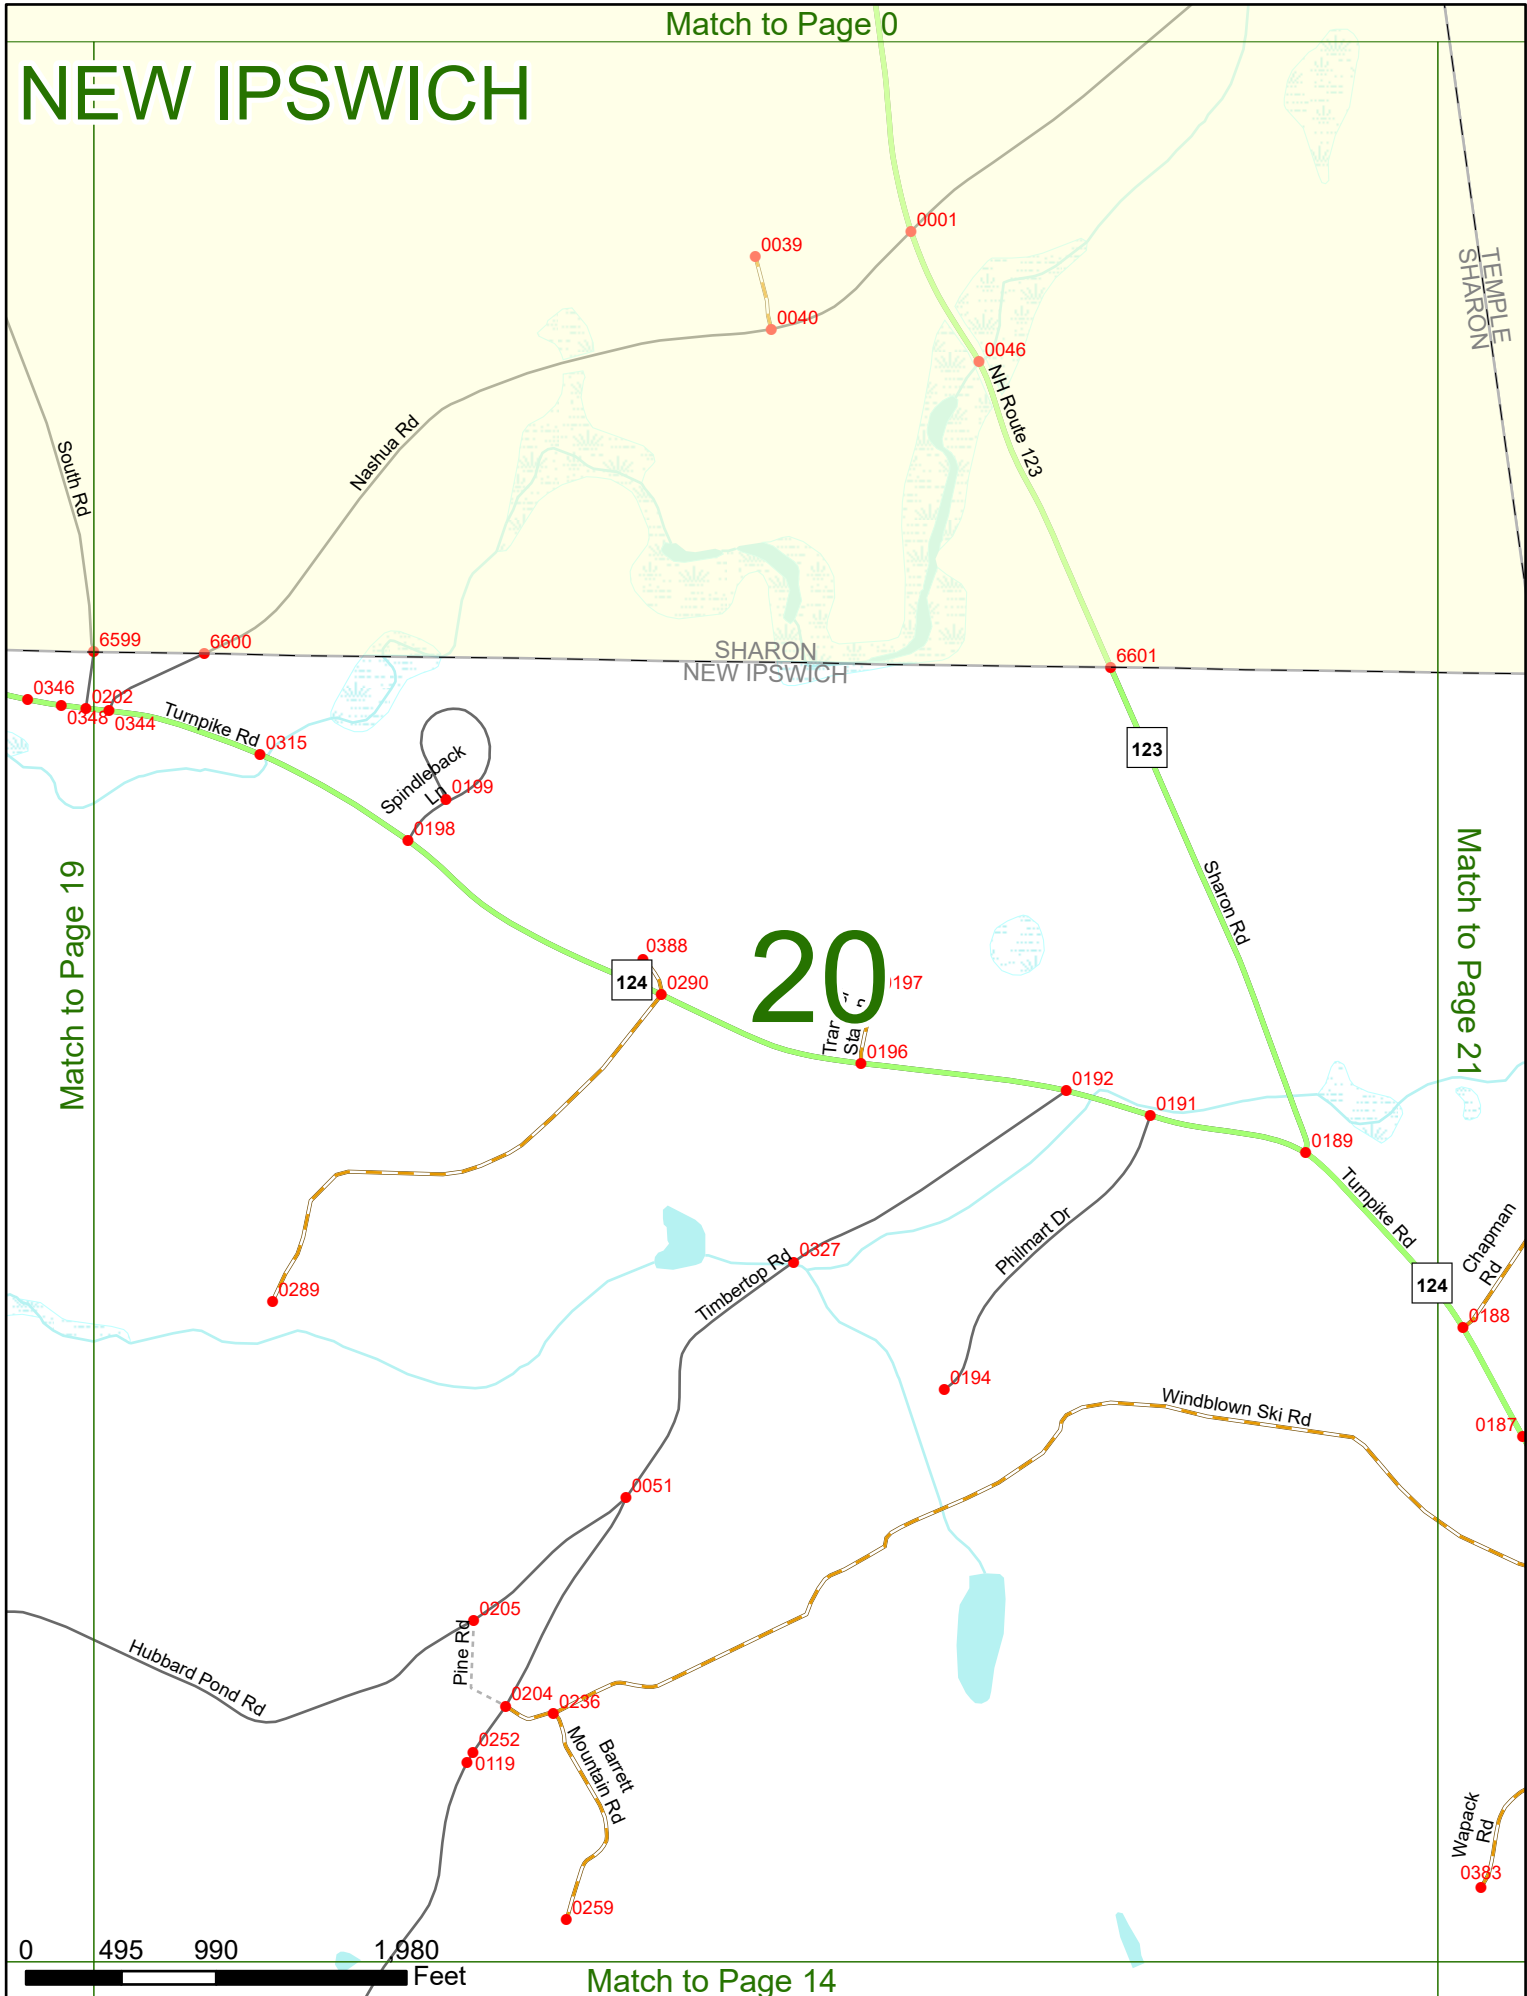 Match to Page 0
NEW IPSWICH
0001
0039
TEMPLE
SHARON
0040
0046
NH Route 123
South Rd
Nashua Rd
6599
6600
SHARON
NEW IPSWICH
6601
0346
0348
0202
0344
Turnpike Rd
0315
123
Spindleback
Ln
0199
0198
Sharon Rd
Match to Page 19
Match to Page 21
0388
124
0290
20
0196
0192
0191
0189
Turnpike Rd
Chapman
Rd
124
0188
0187
Philmart Dr
0327
Timbertop Rd
0289
0194
Windblown Ski Rd
0051
0205
Pine Rd
Hubbard Pond Rd
0204
0236
0252
0119
Barrett
Mountain Rd
Wapack
Rd
0383
0259
0 495 990 1,980
Feet
Match to Page 14